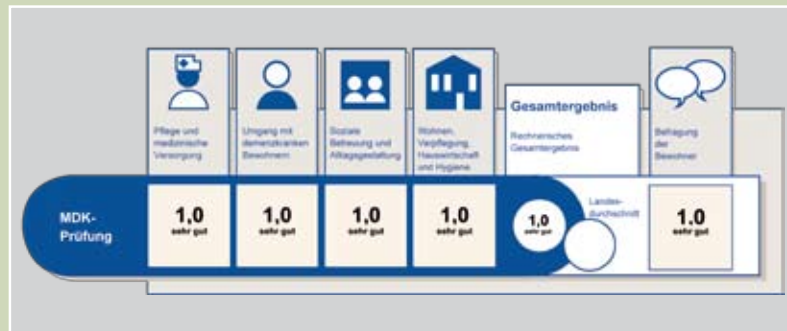 Pflege und
medizinische
Versorgung
Umgang mit
demenzkranken
Bewohnern
Soziale
Betreuung und
Alltagsgestaltung
Wohnen,
Verpflegung,
Hauswirtschaft
und Hygiene
Gesamtergebnis
Rechnerisches
Gesamtergebnis
Befragung
der
Bewohner
MDK-
Prüfung
1,0
sehr gut
1,0
sehr gut
1,0
sehr gut
1,0
sehr gut
1,0
sehr gut
Landes-
durchschnitt
1.0
sehr gut